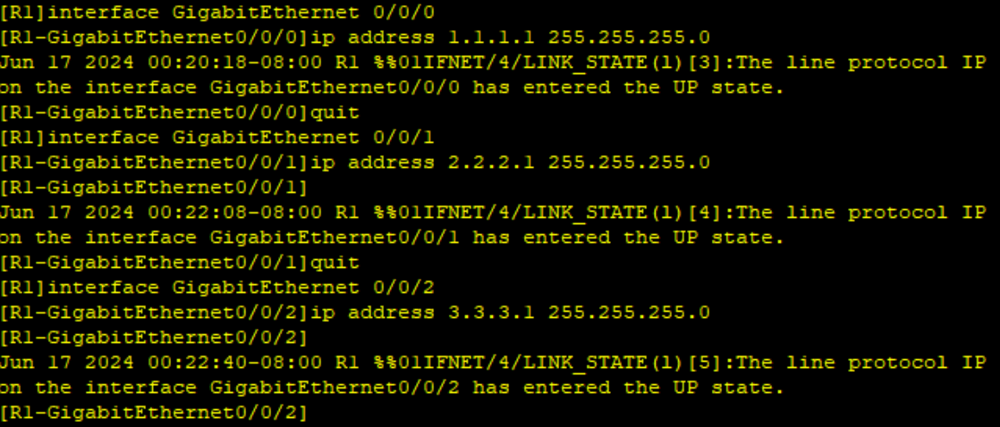 [R1]interface GigabitEthernet 0/0/0
[R1-GigabitEthernet0/0/0]ip address 1.1.1.1 255.255.255.0
Jun 17 2024 00:20:18-08:00 R1 %%01IFNET/4/LINK_STATE(l)[3]:The line protocol IP
on the interface GigabitEthernet0/0/0 has entered the UP state.
[R1-GigabitEthernet0/0/0]quit
[R1]interface GigabitEthernet 0/0/1
[R1-GigabitEthernet0/0/1]ip address 2.2.2.1 255.255.255.0
[R1-GigabitEthernet0/0/1]
Jun 17 2024 00:22:08-08:00 R1 %%01IFNET/4/LINK_STATE(l)[4]:The line protocol IP
on the interface GigabitEthernet0/0/1 has entered the UP state.
[R1-GigabitEthernet0/0/1]quit
[R1]interface GigabitEthernet 0/0/2
[R1-GigabitEthernet0/0/2]ip address 3.3.3.1 255.255.255.0
[R1-GigabitEthernet0/0/2]
Jun 17 2024 00:22:40-08:00 R1 %%01IFNET/4/LINK_STATE(l)[5]:The line protocol IP
on the interface GigabitEthernet0/0/2 has entered the UP state.
[R1-GigabitEthernet0/0/2]